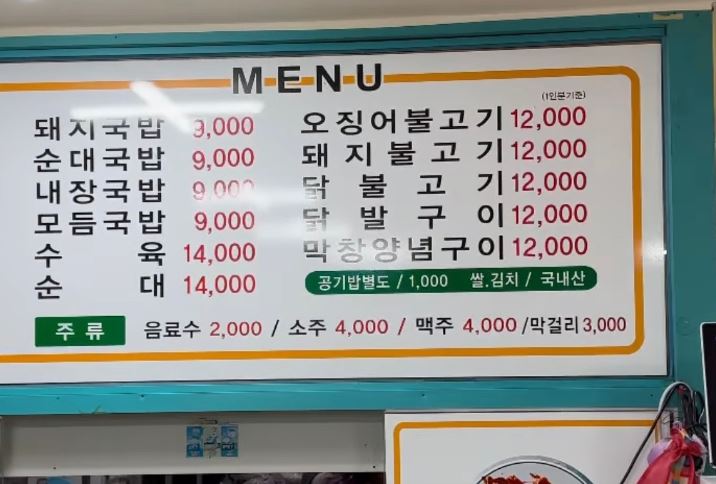 MENU
(1인분기준)
돼지국밥 9,000
순대국밥 9,000
내장국밥 9,000
모듬국밥 9,000
수육 14,000
순대 14,000
오징어불고기 12,000
돼지불고기 12,000
닭불고기 12,000
닭발구이 12,000
막창양념구이 12,000
공기밥별도 / 1,000 쌀.김치 / 국내산
주류 음료수 2,000 / 소주 4,000 / 맥주 4,000 /막걸리 3,000